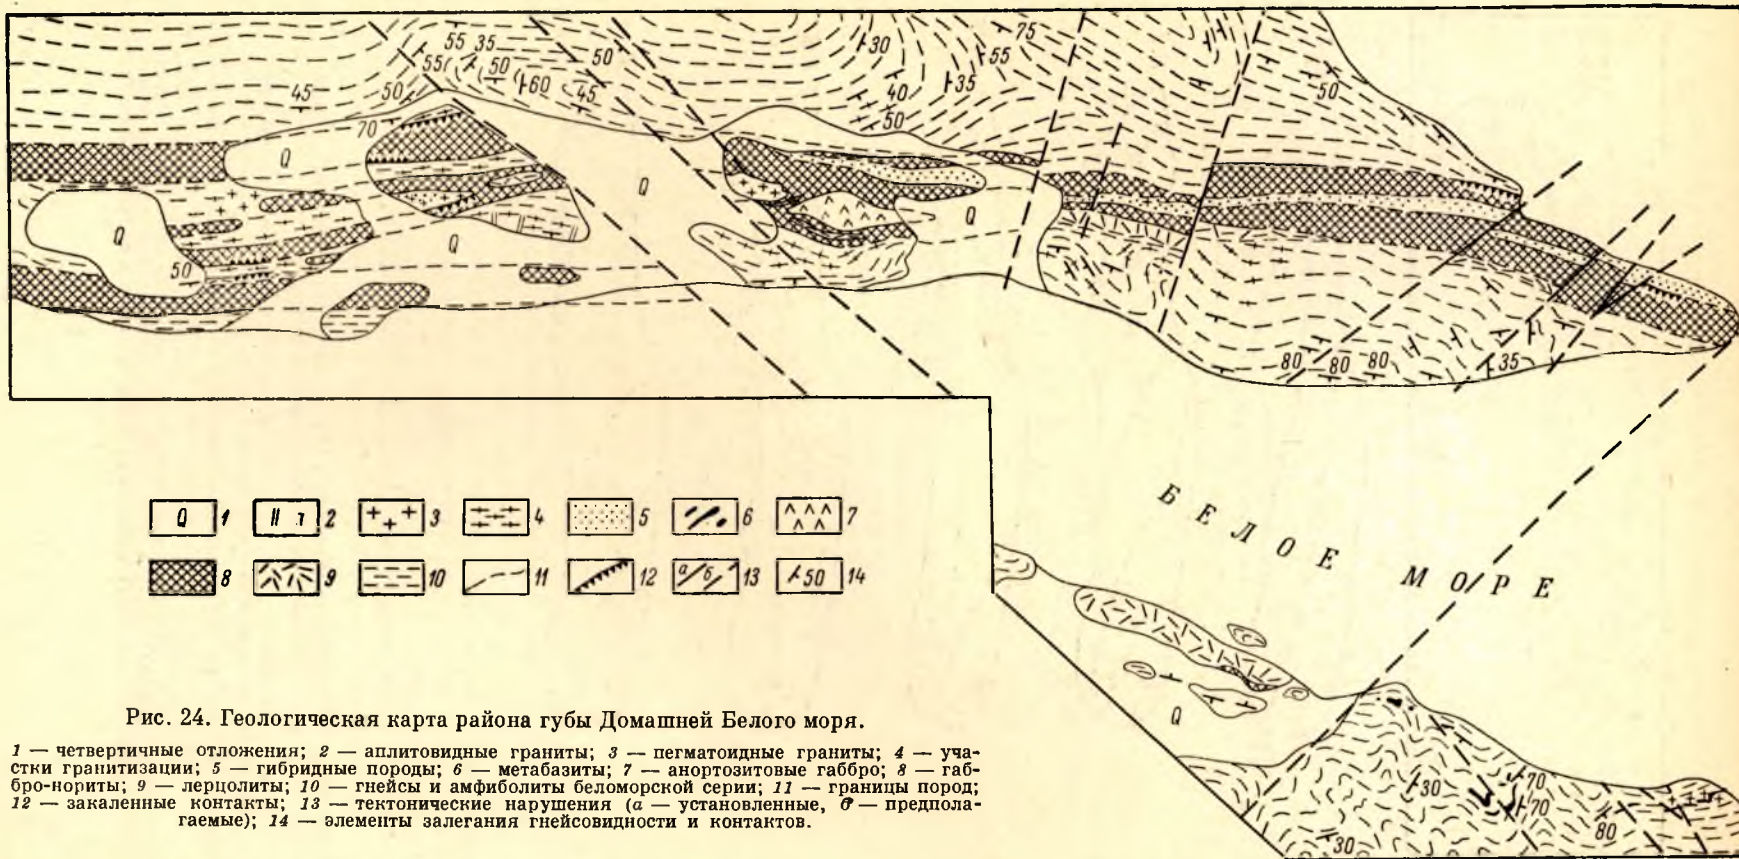 55 35 50 30 75
55 50 60 45 55
45 50 40 35 50
70 50
Q Q Q Q Q
50
80 80 80 35
Q 1 2 3 4 5 6 7
8 9 10 11 12 а б 13 50 14
БЕЛОЕ МОРЕ
Q
30 70 70 80 30
Рис. 24. Геологическая карта района губы Домашней Белого моря.
1 — четвертичные отложения; 2 — аплитовидные граниты; 3 — пегматоидные граниты; 4 — уча-
стки гранитизации; 5 — гибридные породы; 6 — метабазиты; 7 — анортозитовые габбро; 8 — габ-
бро-нориты; 9 — лерцолиты; 10 — гнейсы и амфиболиты беломорской серии; 11 — границы пород;
12 — закаленные контакты; 13 — тектонические нарушения (а — установленные, б — предпола-
гаемые); 14 — элементы залегания гнейсовидности и контактов.